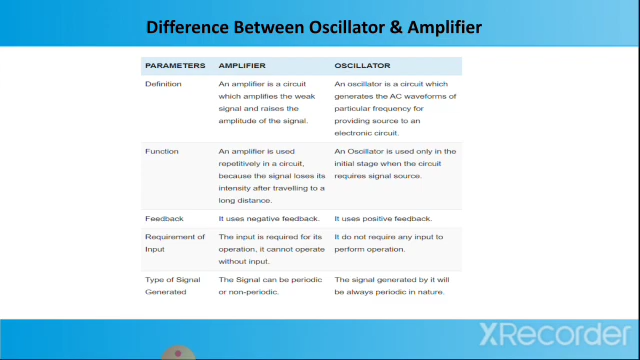 Difference Between Oscillator & Amplifier
PARAMETERS AMPLIFIER OSCILLATOR
Definition An amplifier is a circuit An oscillator is a circuit which
which amplifies the weak generates the AC waveforms of
signal and raises the particular frequency for
amplitude of the signal. providing source to an
electronic circuit.
Function An amplifier is used An Oscillator is used only in the
repetitively in a circuit, initial stage when the circuit
because the signal loses its requires signal source.
intensity after travelling to a
long distance.
Feedback It uses negative feedback. It uses positive feedback.
Requirement of The input is required for its It do not require any input to
Input operation, it cannot operate perform operation.
without input.
Type of Signal The Signal can be periodic The signal generated by it will
Generated or non-periodic. be always periodic in nature.
XRecorder